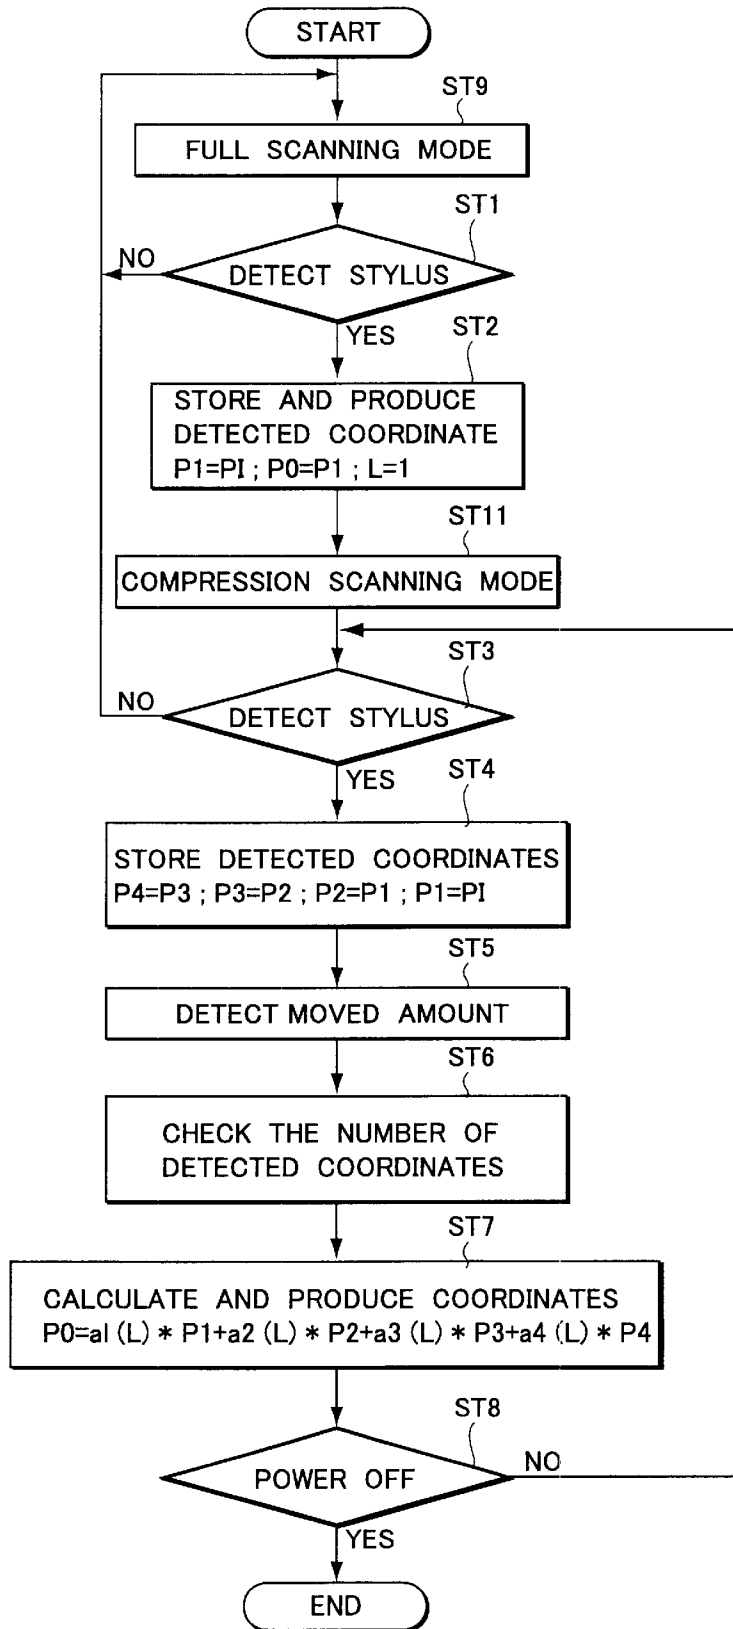 START
ST9
FULL SCANNING MODE
ST1
NO
DETECT STYLUS
YES
ST2
STORE AND PRODUCE
DETECTED COORDINATE
P1=PI ; P0=P1 ; L=1
ST11
COMPRESSION SCANNING MODE
ST3
NO
DETECT STYLUS
YES
ST4
STORE DETECTED COORDINATES
P4=P3 ; P3=P2 ; P2=P1 ; P1=PI
ST5
DETECT MOVED AMOUNT
ST6
CHECK THE NUMBER OF
DETECTED COORDINATES
ST7
CALCULATE AND PRODUCE COORDINATES
P0=al (L) * P1+a2 (L) * P2+a3 (L) * P3+a4 (L) * P4
ST8
POWER OFF
NO
YES
END